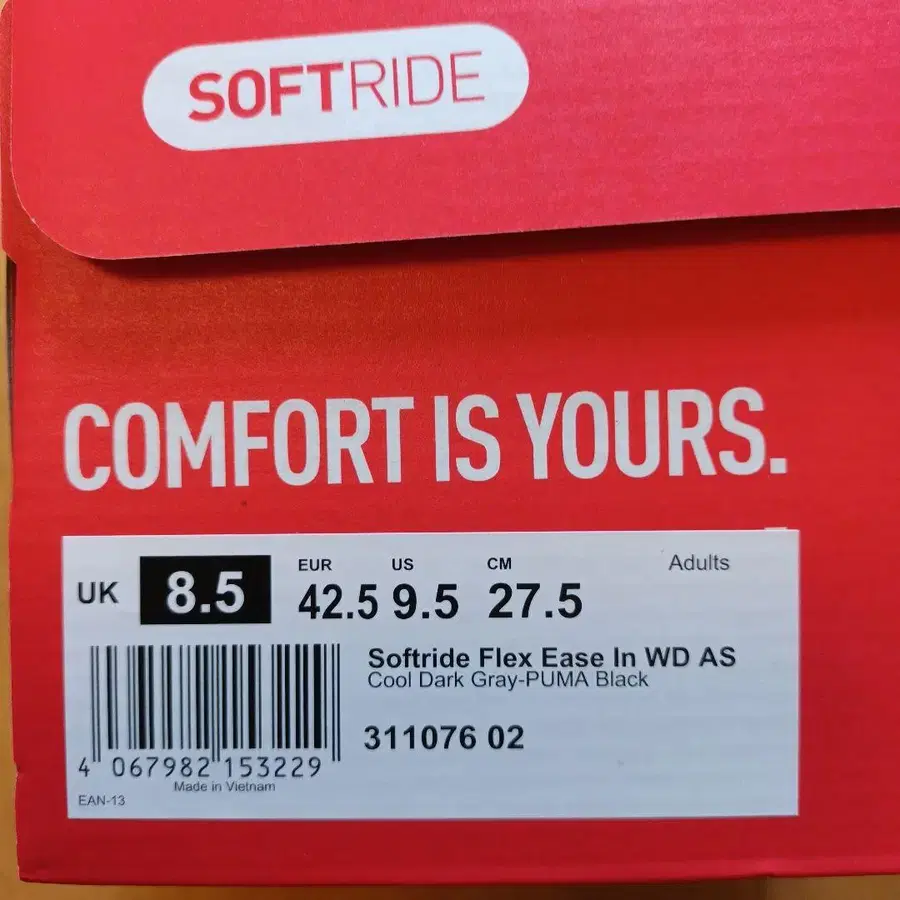 SOFTRIDE
COMFORT IS YOURS.
UK 8.5
EUR US CM Adults
42.5 9.5 27.5
Softride Flex Ease In WD AS
Cool Dark Gray-PUMA Black
311076 02
4 067982 153229
Made in Vietnam
EAN-13